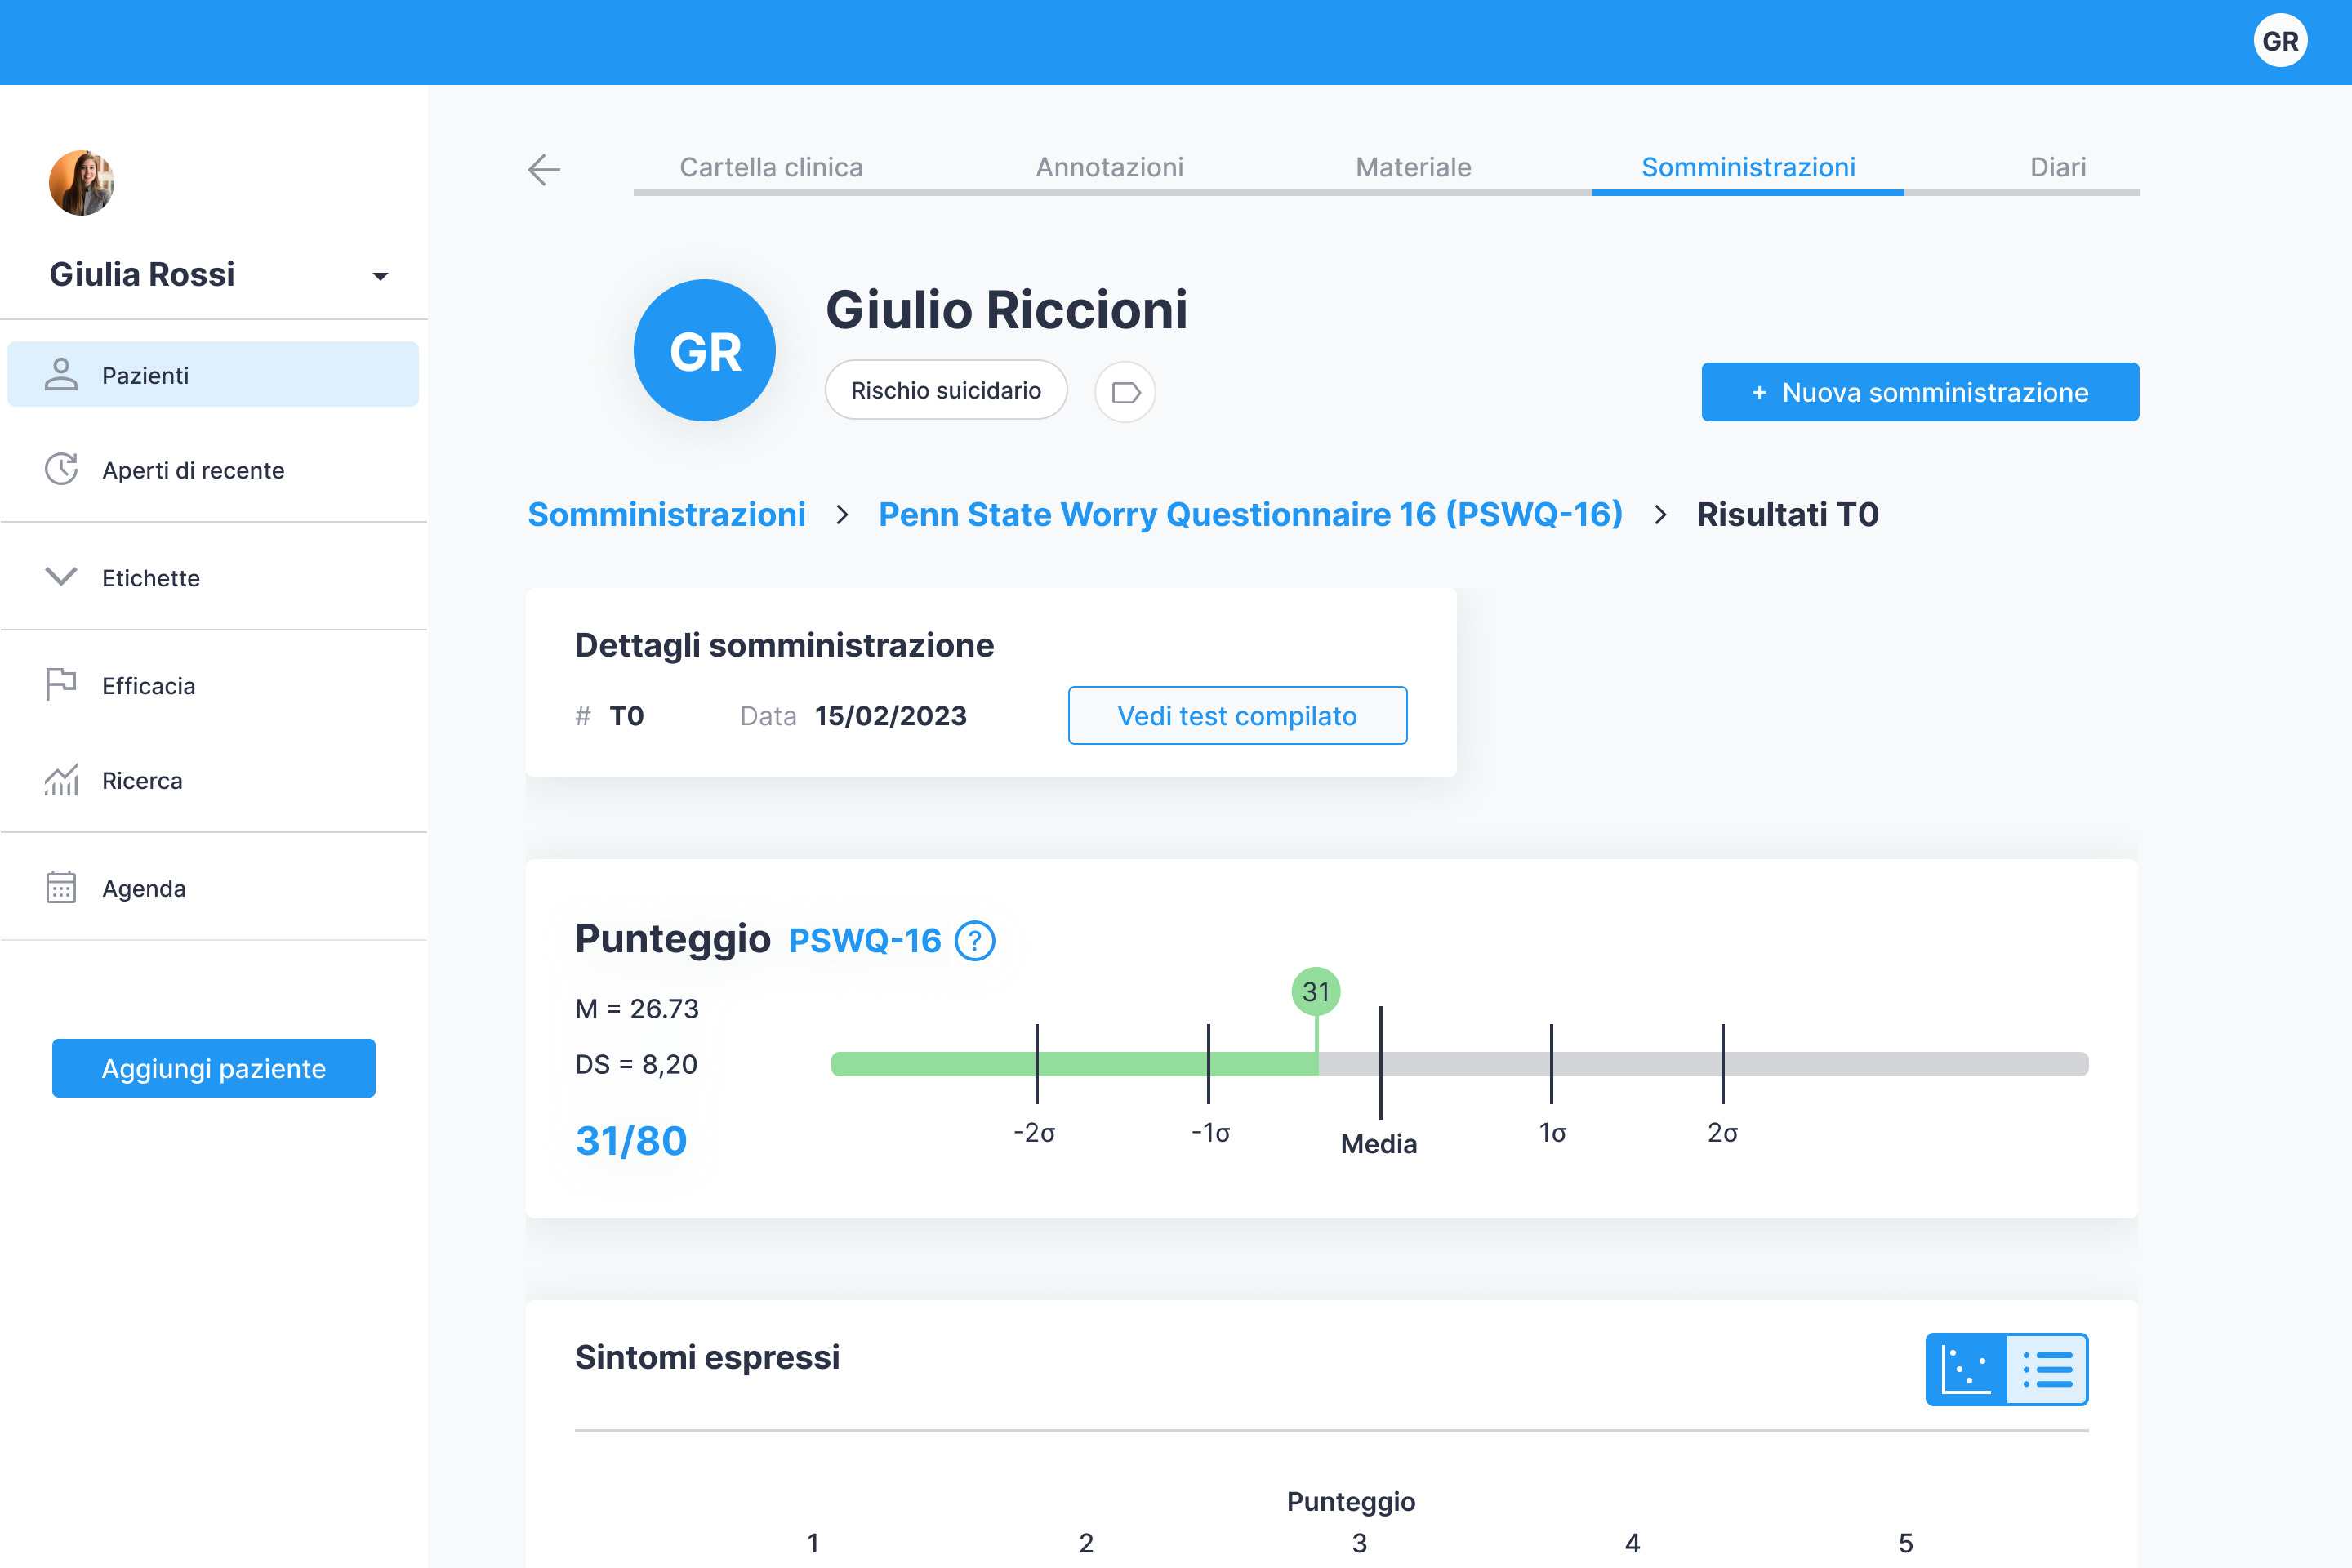 GR
Giulia Rossi
Pazienti
Aperti di recente
Etichette
Efficacia
Ricerca
Agenda
Aggiungi paziente
Cartella clinica
Annotazioni
Materiale
Somministrazioni
Diari
GR
Giulio Riccioni
Rischio suicidario
+ Nuova somministrazione
Somministrazioni > Penn State Worry Questionnaire 16 (PSWQ-16) > Risultati T0
Dettagli somministrazione
# T0 Data 15/02/2023
Vedi test compilato
Punteggio PSWQ-16 ?
M = 26.73
DS = 8,20
31/80
31
-2σ -1σ Media 1σ 2σ
Sintomi espressi
Punteggio
1 2 3 4 5